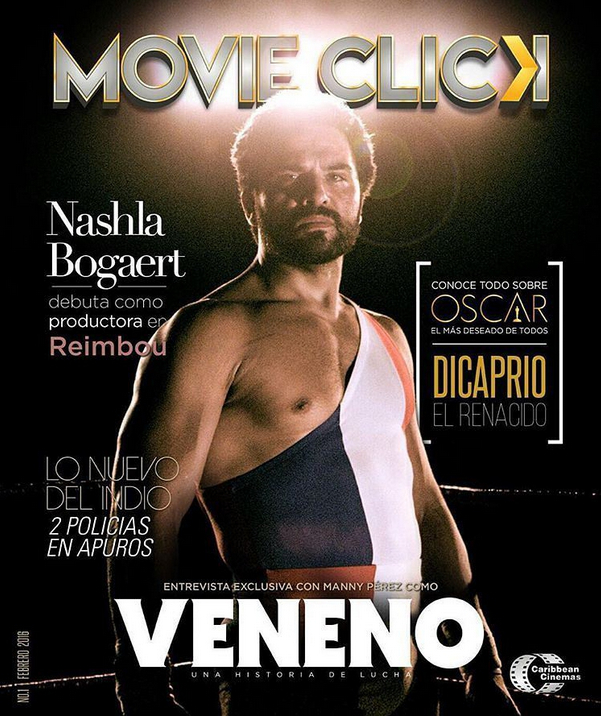 MOVIE CLICK
Nashla
Bogaert
debuta como
productora en
Reimbou
CONOCE TODO SOBRE
OSCAR
EL MÁS DESEADO DE TODOS
DICAPRIO
EL RENACIDO
LO NUEVO
DEL INDIO
2 POLICIAS
EN APUROS
ENTREVISTA EXCLUSIVA CON MANNY PÉREZ COMO
VENENO
UNA HISTORIA DE LUCHA
NO.1 | FEBRERO 2016
Caribbean
Cinemas